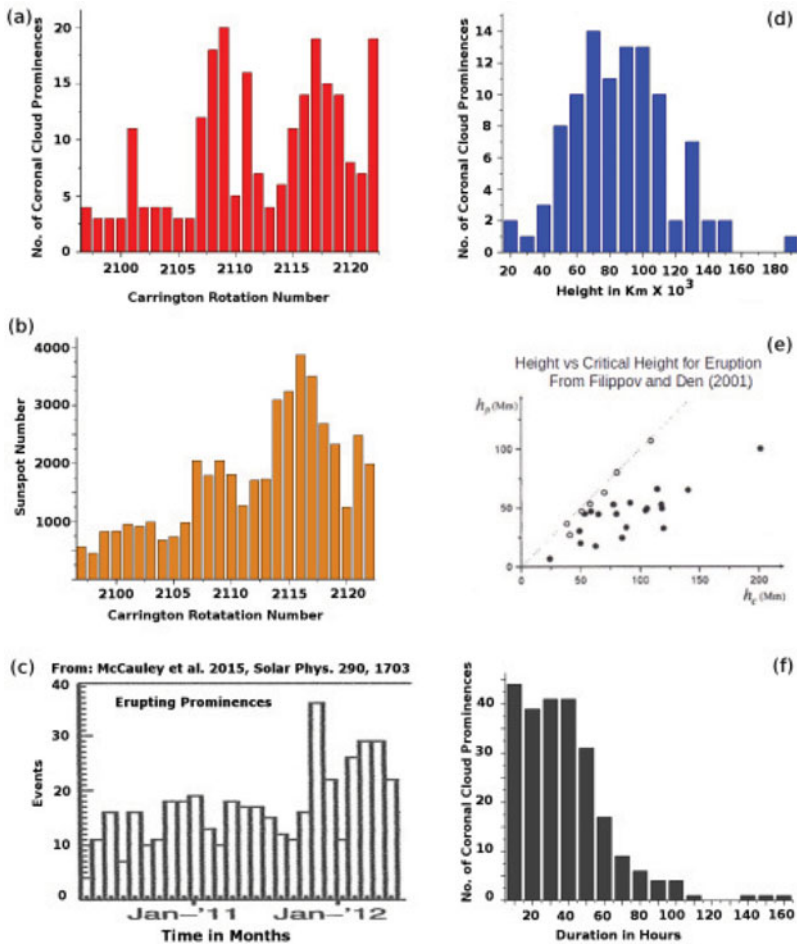 (a)
No. of Coronal Cloud Prominences
20
15
10
5
0
2100 2105 2110 2115 2120
Carrington Rotation Number
(b)
Sunspot Number
4000
3000
2000
1000
2100 2105 2110 2115 2120
Carrington Rotatation Number
(c) From: McCauley et al. 2015, Solar Phys. 290, 1703
Erupting Prominences
Events
40
30
20
10
0
Jan-'11 Jan-'12
Time in Months
(d)
No. of Coronal Cloud Prominences
14
12
10
8
6
4
2
0
20 40 60 80 100 120 140 160 180
Height in Km X 10³
(e)
Height vs Critical Height for Eruption
From Filippov and Den (2001)
hp (Mm)
100
50
0
0 50 100 150 200
hc (Mm)
(f)
No. of Coronal Cloud Prominences
40
30
20
10
0
20 40 60 80 100 120 140 160
Duration in Hours